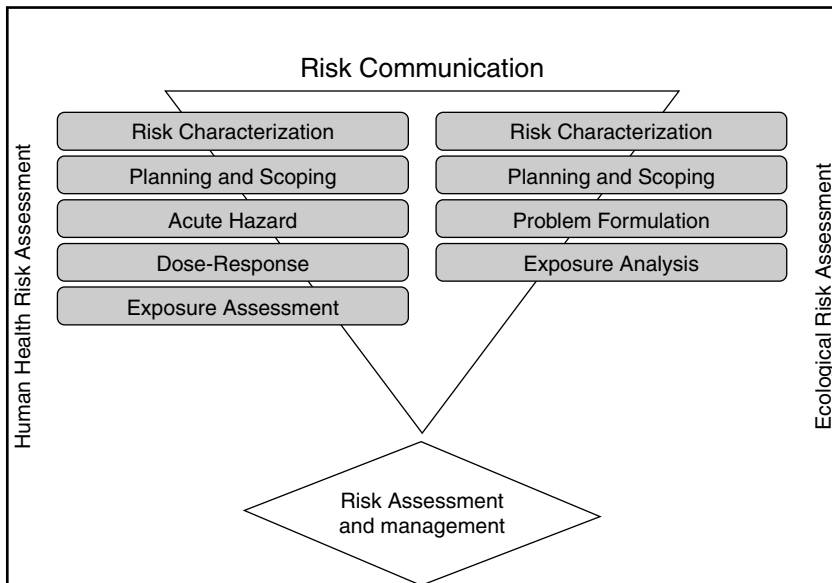 Risk Communication
Human Health Risk Assessment
Risk Characterization
Planning and Scoping
Acute Hazard
Dose-Response
Exposure Assessment
Risk Characterization
Planning and Scoping
Problem Formulation
Exposure Analysis
Ecological Risk Assessment
Risk Assessment
and management